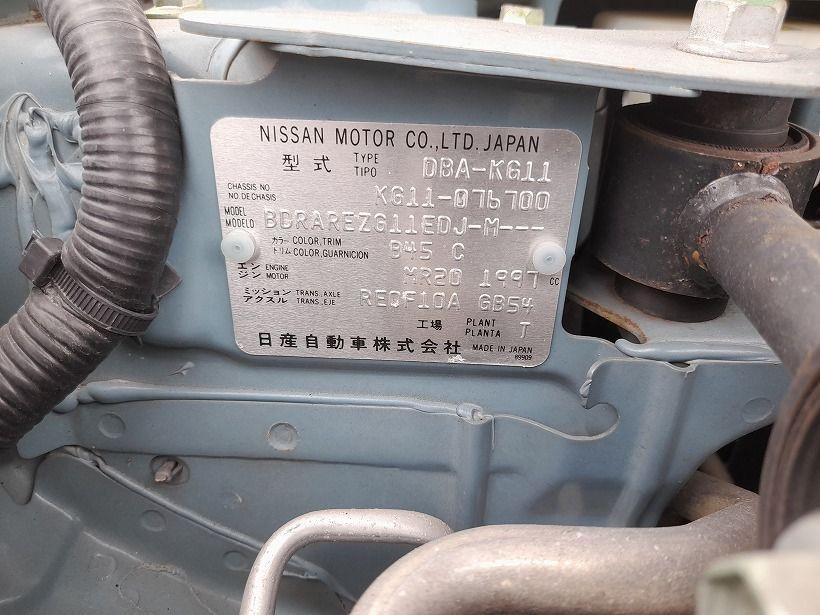 NISSAN MOTOR CO.,LTD. JAPAN
型式 TYPE TIPO DBA-KG11
CHASSIS NO NO. DE CHASIS KG11-076700
MODEL MODELO BDRAREZG11EDJ-M---
カラー トリム COLOR, TRIM COLOR, GUARNICION B45 C
エンジン ENGINE MOTOR MR20 1997 CC
ミッション アクスル TRANS. AXLE TRANS. EJE RE0F10A GB54
工場 PLANT PLANTA T
日産自動車株式会社 MADE IN JAPAN
89909